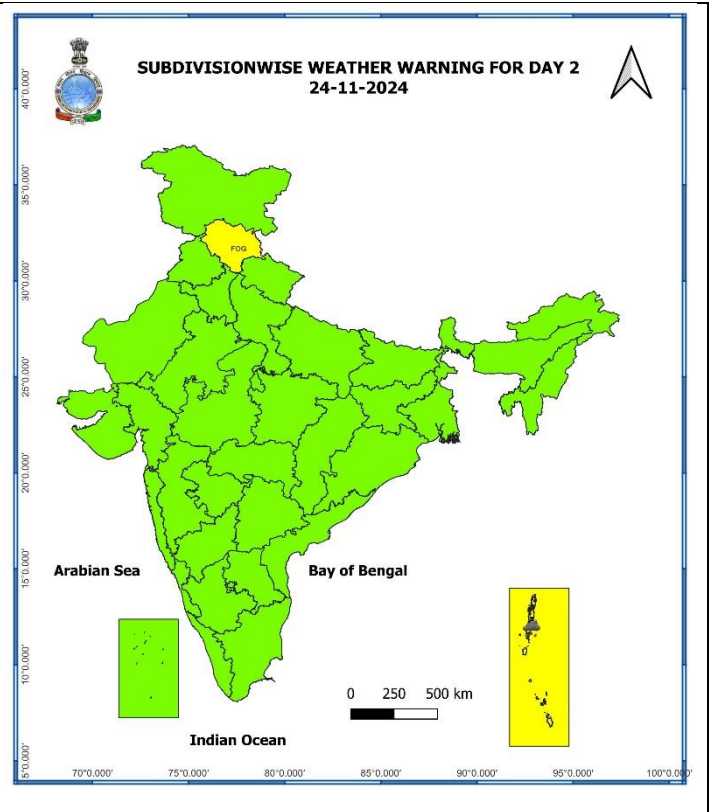 SUBDIVISIONWISE WEATHER WARNING FOR DAY 2
24-11-2024
40°0.000'
35°0.000'
FOG
30°0.000'
25°0.000'
20°0.000'
15°0.000'
Arabian Sea
Bay of Bengal
10°0.000'
0 250 500 km
Indian Ocean
5°0.000'
70°0.000' 75°0.000' 80°0.000' 85°0.000' 90°0.000' 95°0.000' 100°0.000'